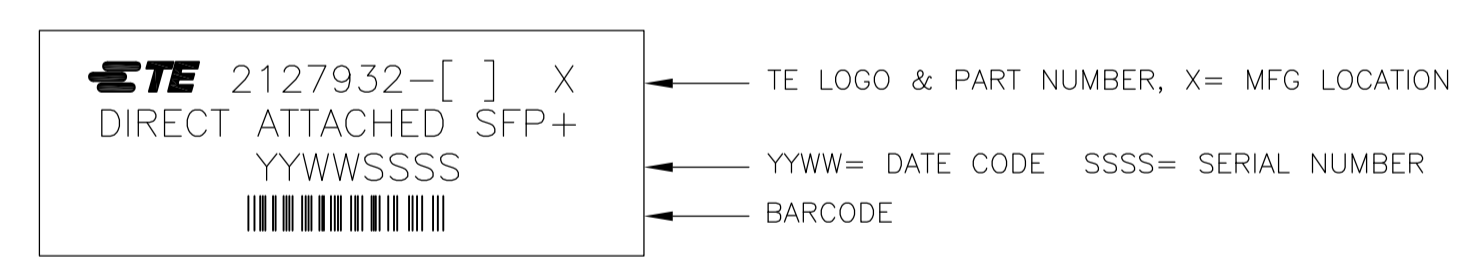 TE 2127932-[ ] X
TE LOGO & PART NUMBER, X= MFG LOCATION
DIRECT ATTACHED SFP+
YYWWSSSS
YYWW= DATE CODE SSSS= SERIAL NUMBER
BARCODE